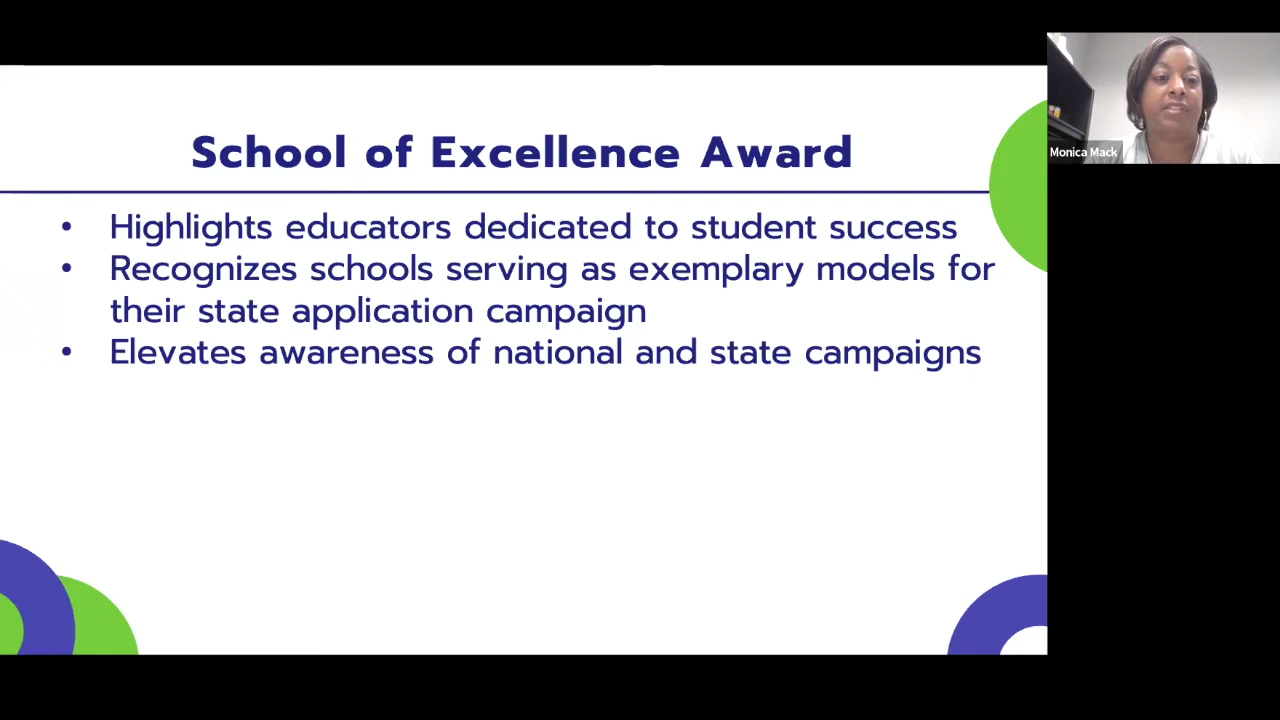 School of Excellence Award
• Highlights educators dedicated to student success
• Recognizes schools serving as exemplary models for
their state application campaign
• Elevates awareness of national and state campaigns
Monica Mack